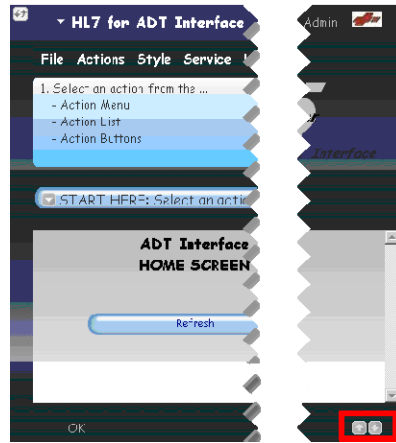 HL7 for ADT Interface
Admin
File Actions Style Service
1. Select an action from the ...
- Action Menu
- Action List
- Action Buttons
Interface
START HERE: Select an actio
ADT Interface
HOME SCREEN
Refresh
OK